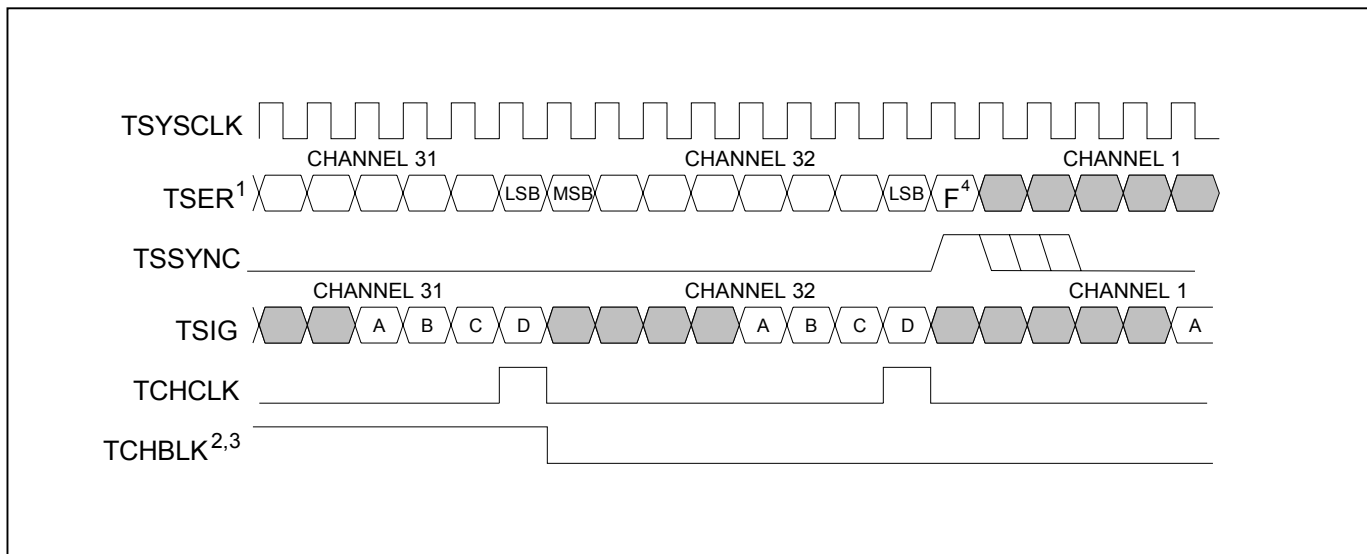 TSYSCLK
CHANNEL 31 CHANNEL 32 CHANNEL 1
TSER1 LSB MSB LSB F4
TSSYNC
CHANNEL 31 CHANNEL 32 CHANNEL 1
TSIG A B C D A B C D A
TCHCLK
TCHBLK2,3